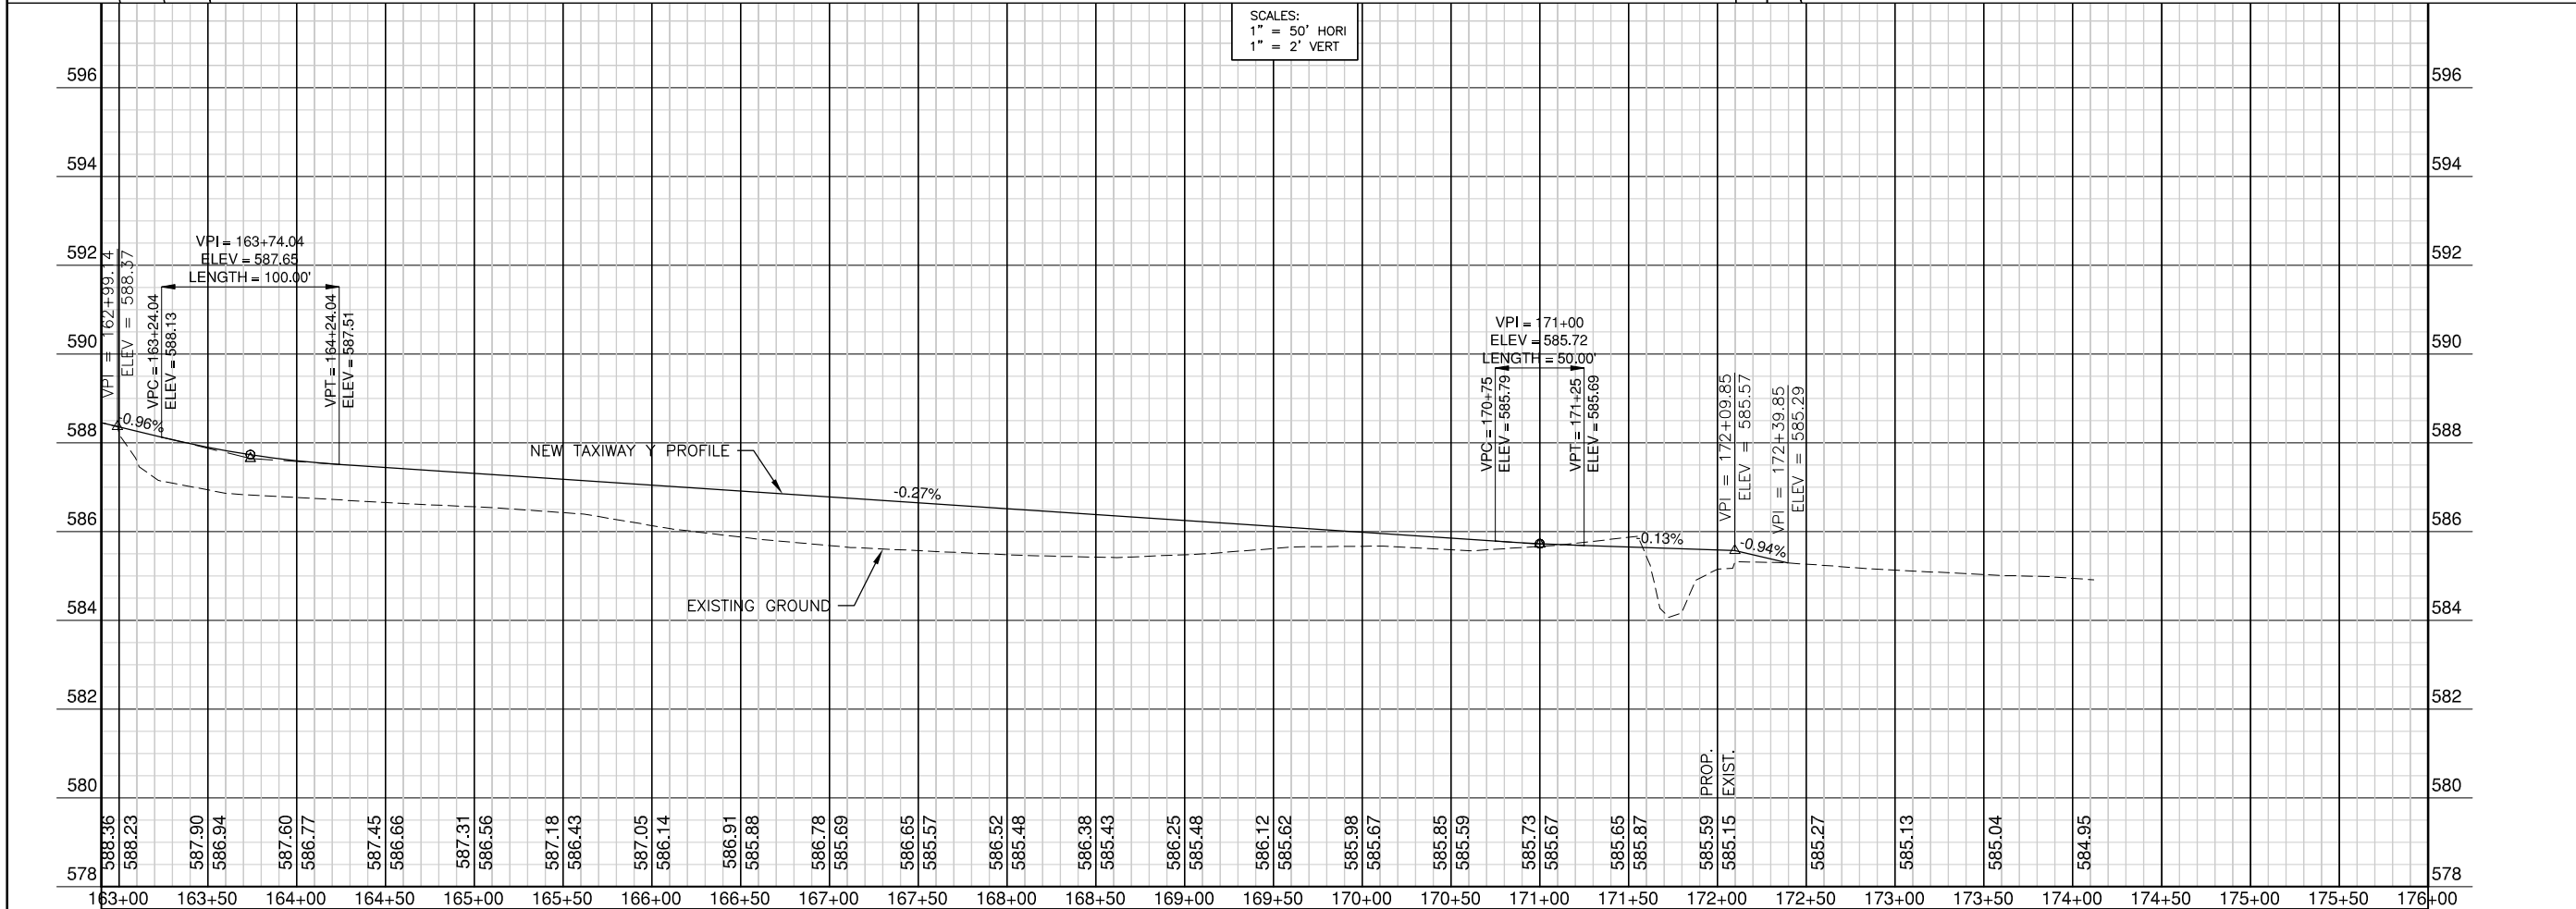 SCALES:
1" = 50' HORI
1" = 2' VERT
596
596
594
594
592
592
590
590
588
588
586
586
584
584
582
582
580
580
578
578
VPI = 162+99.14
ELEV = 588.37
-0.96%
VPI = 163+74.04
ELEV = 587.65
LENGTH = 100.00'
VPC = 163+24.04
ELEV = 588.13
VPT = 164+24.04
ELEV = 587.51
NEW TAXIWAY Y PROFILE
-0.27%
EXISTING GROUND
VPI = 171+00
ELEV = 585.72
LENGTH = 50.00'
VPC = 170+75
ELEV = 585.79
VPT = 171+25
ELEV = 585.69
-0.13%
VPI = 172+09.85
ELEV = 585.57
-0.94%
VPI = 172+39.85
ELEV = 585.29
PROP.
EXIST.
588.36
588.23
587.90
586.94
587.60
586.77
587.45
586.66
587.31
586.56
587.18
586.43
587.05
586.14
586.91
585.88
586.78
585.69
586.65
585.57
586.52
585.48
586.38
585.43
586.25
585.48
586.12
585.62
585.98
585.67
585.85
585.59
585.73
585.67
585.65
585.87
585.59
585.15
585.27
585.13
585.04
584.95
163+00 163+50 164+00 164+50 165+00 165+50 166+00 166+50 167+00 167+50 168+00 168+50 169+00 169+50 170+00 170+50 171+00 171+50 172+00 172+50 173+00 173+50 174+00 174+50 175+00 175+50 176+00